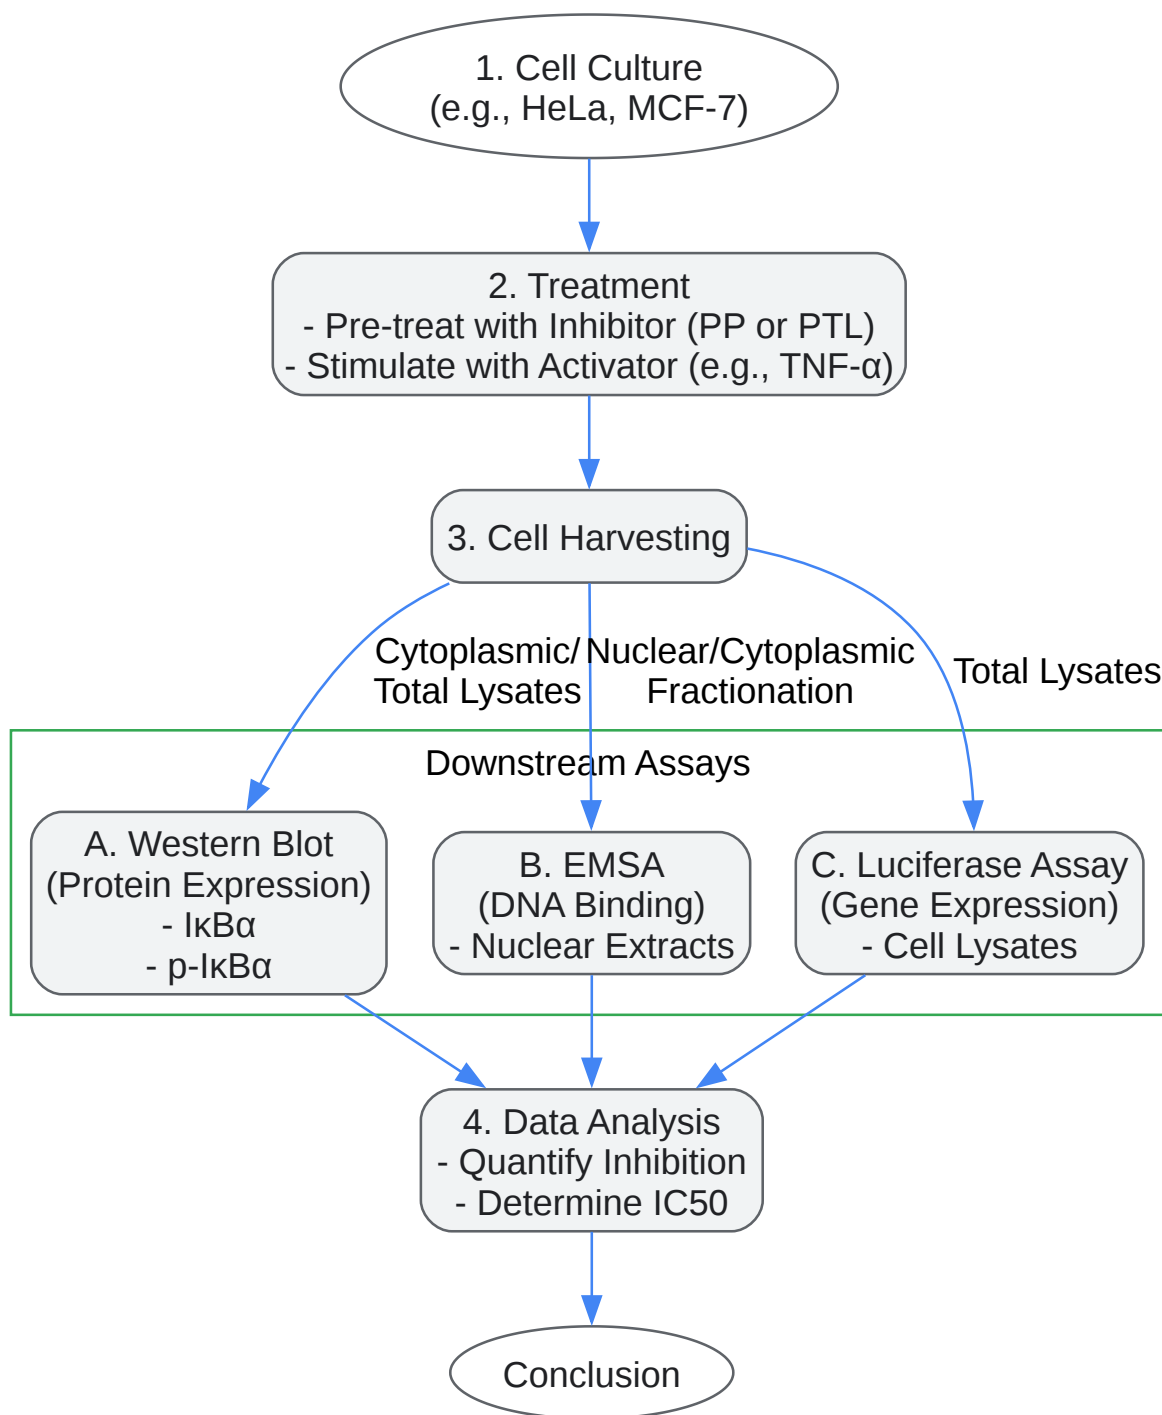 1. Cell Culture
(e.g., HeLa, MCF-7)
2. Treatment
- Pre-treat with Inhibitor (PP or PTL)
- Stimulate with Activator (e.g., TNF-α)
3. Cell Harvesting
Cytoplasmic/
Total Lysates
Nuclear/Cytoplasmic
Fractionation
Total Lysates
Downstream Assays
A. Western Blot
(Protein Expression)
- IκBα
- p-IκBα
B. EMSA
(DNA Binding)
- Nuclear Extracts
C. Luciferase Assay
(Gene Expression)
- Cell Lysates
4. Data Analysis
- Quantify Inhibition
- Determine IC50
Conclusion